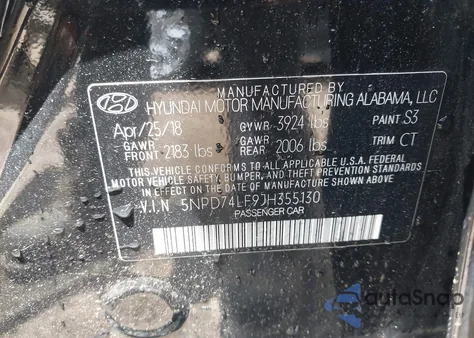 MANUFACTURED BY
HYUNDAI MOTOR MANUFACTURING ALABAMA, LLC
Apr/25/18 GVWR 3924 lbs PAINT S3
GAWR FRONT 2183 lbs GAWR REAR 2006 lbs TRIM CT
THIS VEHICLE CONFORMS TO ALL APPLICABLE U.S.A. FEDERAL
MOTOR VEHICLE SAFETY, BUMPER, AND THEFT PREVENTION STANDARDS
IN EFFECT ON THE DATE OF MANUFACTURE SHOWN ABOVE.
V.I.N 5NPD74LF9JH355130
PASSENGER CAR
autoSnap